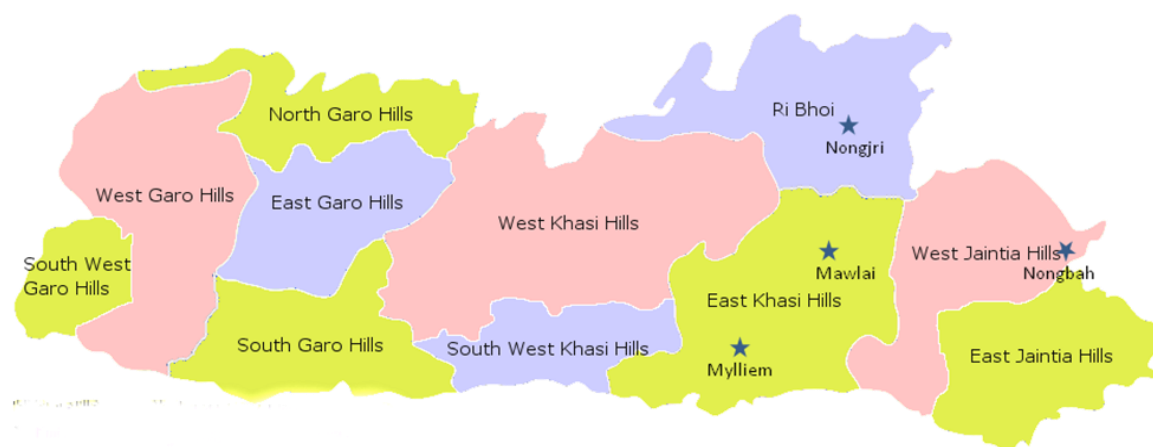 Ri Bhoi
North Garo Hills
Nongjri
West Garo Hills
East Garo Hills
West Khasi Hills
West Jaintia Hills
South West
Garo Hills
Mawlai
Nongbah
East Khasi Hills
South Garo Hills
South West Khasi Hills
Mylliem
East Jaintia Hills